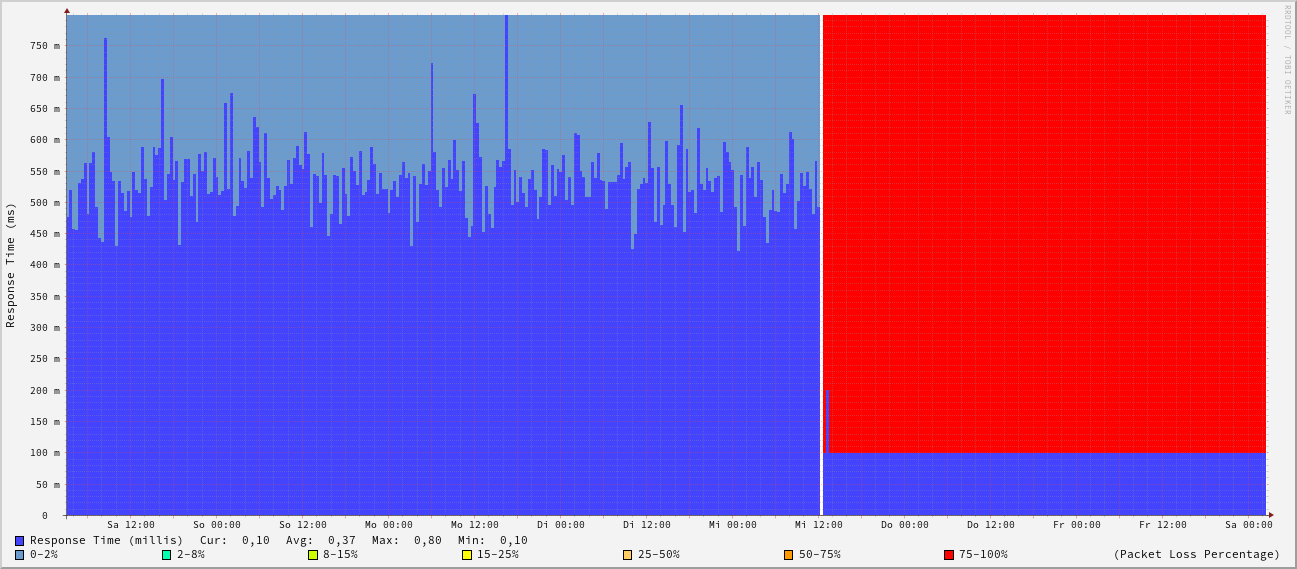 RRDTOOL / TOBI OETIKER
Response Time (ms)
750 m
700 m
650 m
600 m
550 m
500 m
450 m
400 m
350 m
300 m
250 m
200 m
150 m
100 m
50 m
0
Sa 12:00 So 00:00 So 12:00 Mo 00:00 Mo 12:00 Di 00:00 Di 12:00 Mi 00:00 Mi 12:00 Do 00:00 Do 12:00 Fr 00:00 Fr 12:00 Sa 00:00
Response Time (millis) Cur: 0,10 Avg: 0,37 Max: 0,80 Min: 0,10
0-2% 2-8% 8-15% 15-25% 25-50% 50-75% 75-100% (Packet Loss Percentage)